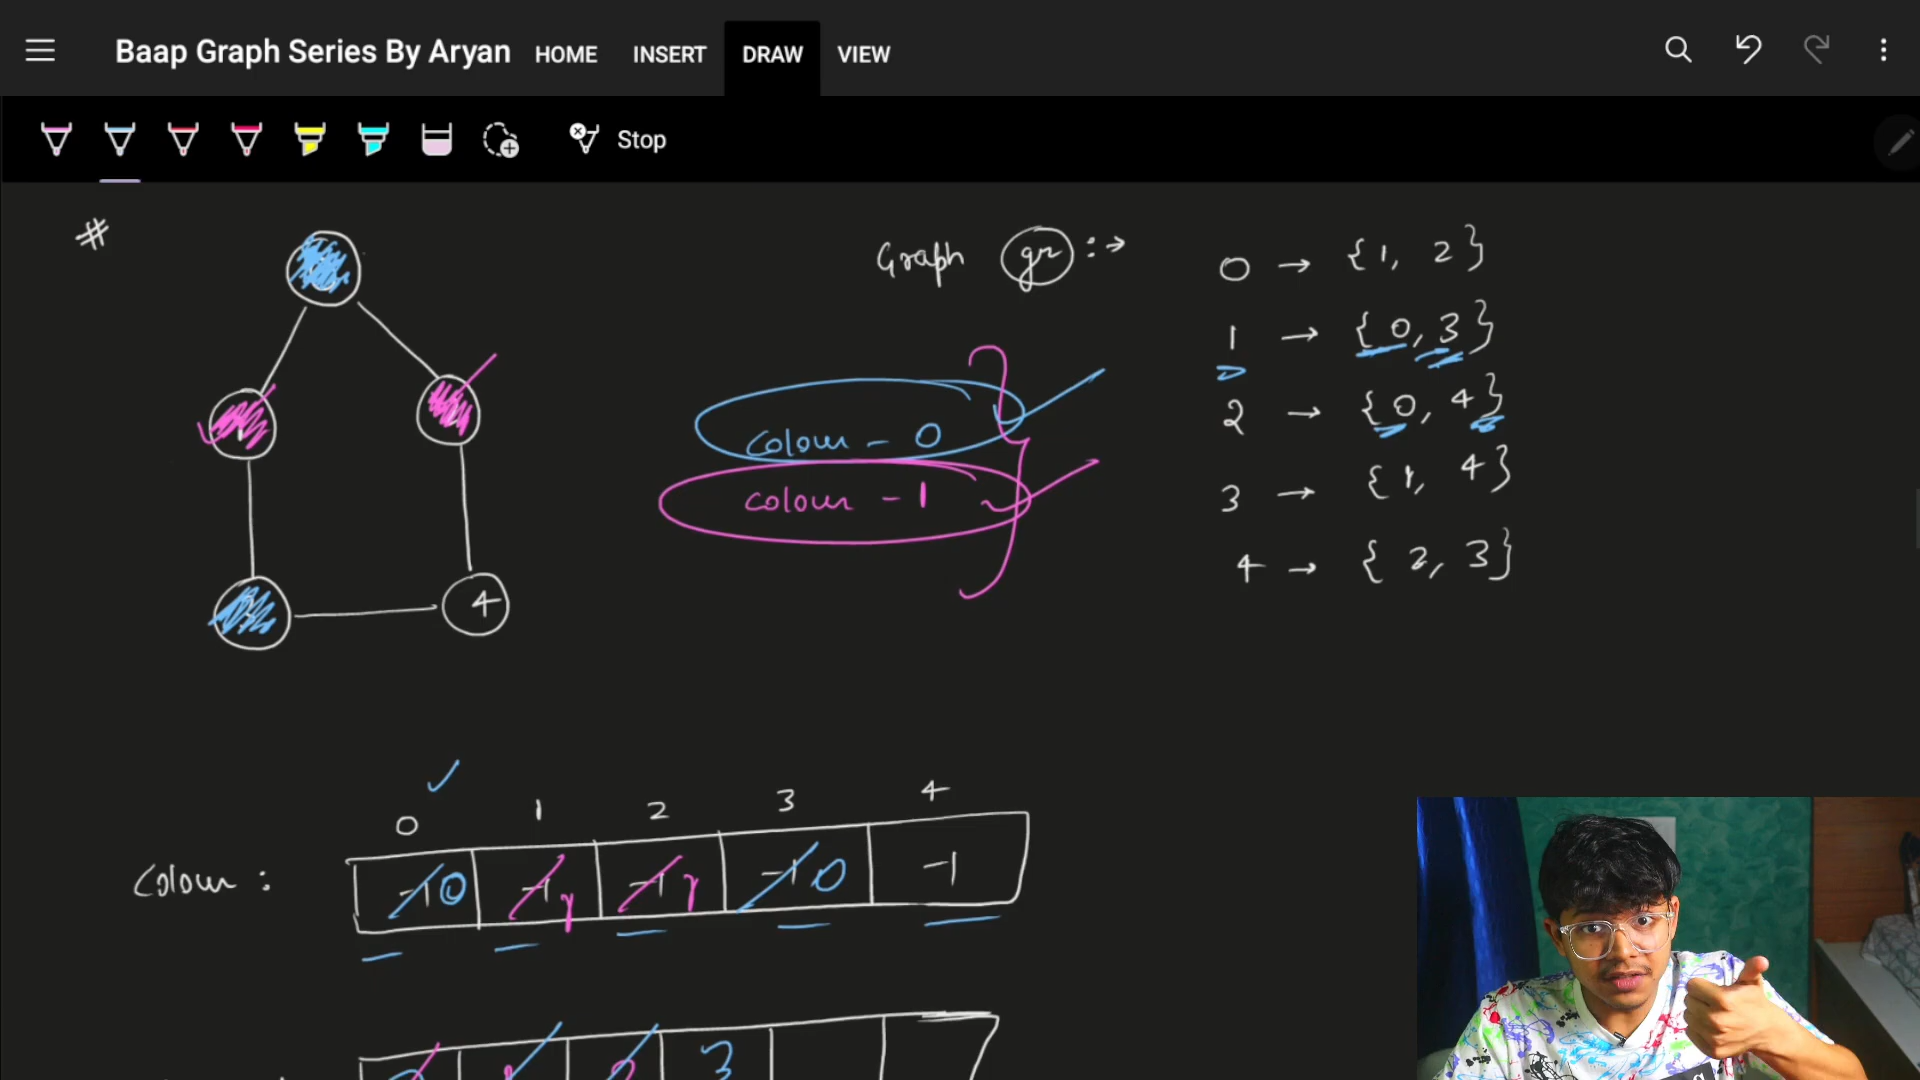 Baap Graph Series By Aryan HOME INSERT DRAW VIEW
Stop
#
Graph gr :→
0 → {1, 2}
1 → {0, 3}
2 → {0, 4}
3 → {1, 4}
4 → {2, 3}
1
4
Colour - 0
Colour - 1
0 1 2 3 4
Colour :
-1 0 -1 1 -1 1 -1 0 -1
3